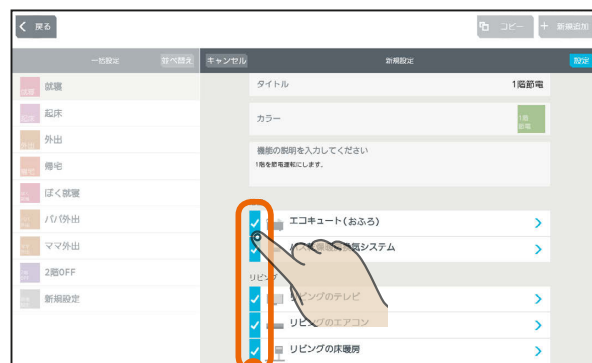 戻る
コピー
新規追加
一括設定
並べ替え
キャンセル
新規設定
設定
就寝
起床
外出
帰宅
ぼく就寝
パパ外出
ママ外出
2階OFF
新規設定
タイトル 1階節電
カラー
1階
節電
機能の説明を入力してください
1階を節電運転にします。
エコキュート(おふろ)
気システム
リビング
リビングのテレビ
リビングのエアコン
リビングの床暖房